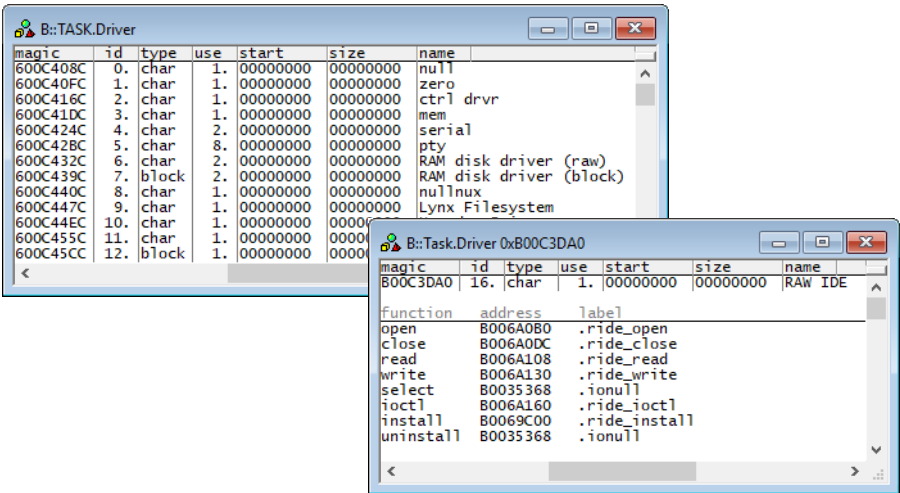 B::TASK.Driver
magic id type use start size name
600C408C 0. char 1. 00000000 00000000 null
600C40FC 1. char 1. 00000000 00000000 zero
600C416C 2. char 1. 00000000 00000000 ctrl drvr
600C41DC 3. char 1. 00000000 00000000 mem
600C424C 4. char 2. 00000000 00000000 serial
600C42BC 5. char 8. 00000000 00000000 pty
600C432C 6. char 2. 00000000 00000000 RAM disk driver (raw)
600C439C 7. block 2. 00000000 00000000 RAM disk driver (block)
600C440C 8. char 1. 00000000 00000000 nullnux
600C447C 9. char 1. 00000000 00000000 Lynx Filesystem
600C44EC 10. char 1. 00000000
600C455C 11. char 1. 00000000
600C45CC 12. block 1. 00000000
B::Task.Driver 0xB00C3DA0
magic id type use start size name
B00C3DA0 16. char 1. 00000000 00000000 RAW IDE
function address label
open B006A0B0 .ride_open
close B006A0DC .ride_close
read B006A108 .ride_read
write B006A130 .ride_write
select B0035368 .ionull
ioctl B006A160 .ride_ioctl
install B0069C00 .ride_install
uninstall B0035368 .ionull